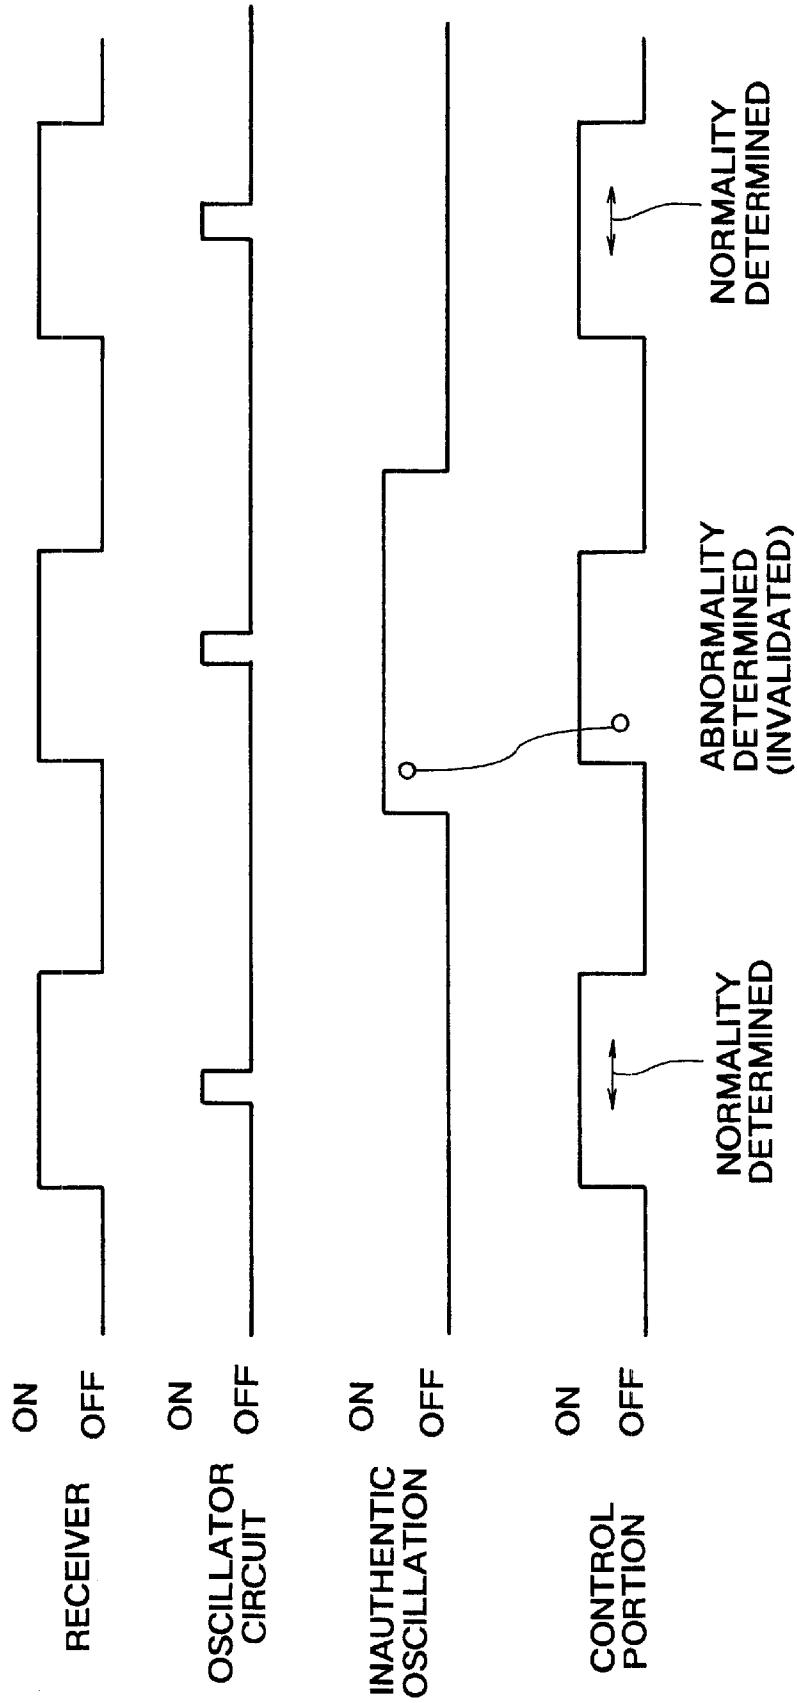 RECEIVER
ON
OFF
OSCILLATOR
CIRCUIT
ON
OFF
INAUTHENTIC
OSCILLATION
ON
OFF
CONTROL
PORTION
ON
OFF
NORMALITY
DETERMINED
ABNORMALITY
DETERMINED
(INVALIDATED)
NORMALITY
DETERMINED